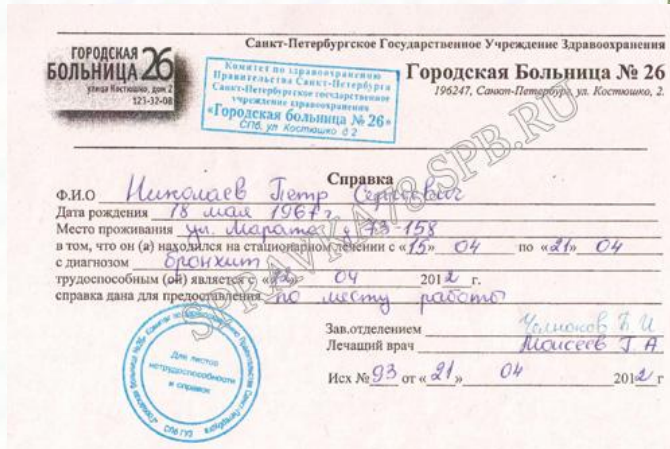 Санкт-Петербургское Государственное Учреждение Здравоохранения
ГОРОДСКАЯ
БОЛЬНИЦА 26
улица Костюшко, дом 2
123-32-08
Комитет по здравоохранению
Правительства Санкт-Петербурга
Санкт-Петербургское государственное
учреждение здравоохранения
«Городская больница № 26»
СПб, ул Костюшко д 2
Городская Больница № 26
196247, Санкт-Петербург, ул. Костюшко, 2.
SPRAVKA78SPB.RU
Справка
Ф.И.О Николаев Петр Сергеевич
Дата рождения 18 мая 1967г
Место проживания ул. Марата д 73-158
в том, что он (а) находился на стационарном лечении с «15» 04 по «21» 04
с диагнозом бронхит
трудоспособным (ой) является с «22» 04 2012 г.
справка дана для предоставления по месту работы
Зав.отделением Челноков Б. И
Лечащий врач Моисеев Т А
Исх № 93 от «21» 04 2012 г
Для листов
нетрудоспособности
и справок